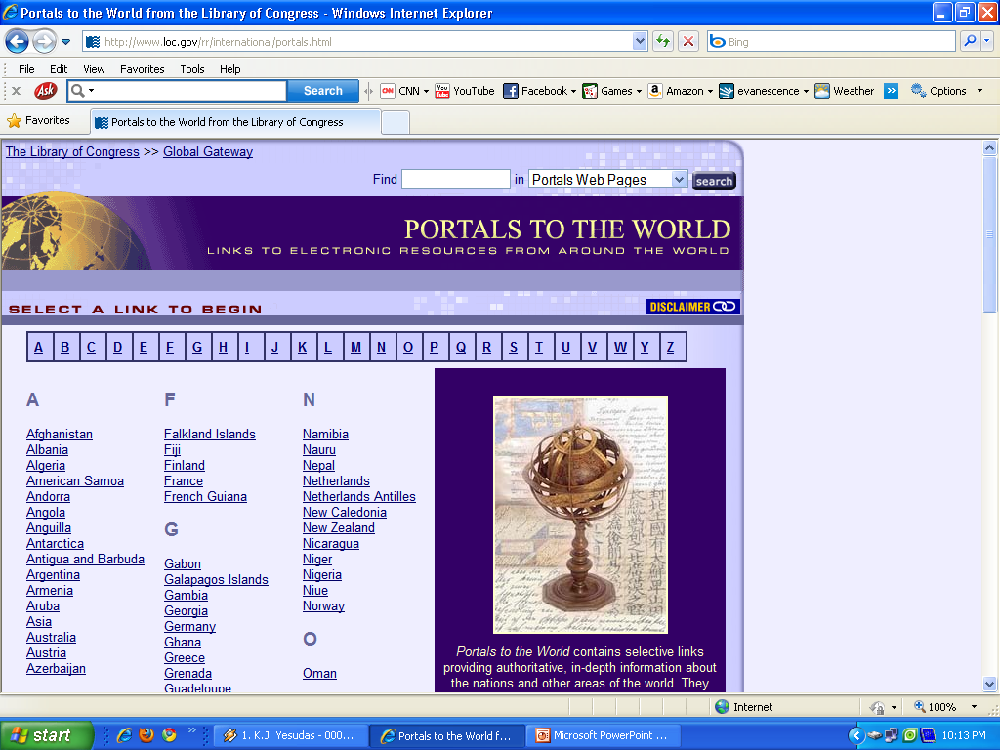 Portals to the World from the Library of Congress - Windows Internet Explorer
http://www.loc.gov/rr/international/portals.html
Bing
File Edit View Favorites Tools Help
Ask Search CNN YouTube Facebook Games Amazon evanescence Weather » Options
Favorites Portals to the World from the Library of Congress
The Library of Congress >> Global Gateway
Find in Portals Web Pages search
PORTALS TO THE WORLD
LINKS TO ELECTRONIC RESOURCES FROM AROUND THE WORLD
SELECT A LINK TO BEGIN
DISCLAIMER
A B C D E F G H I J K L M N O P Q R S T U V W Y Z
A
Afghanistan
Albania
Algeria
American Samoa
Andorra
Angola
Anguilla
Antarctica
Antigua and Barbuda
Argentina
Armenia
Aruba
Asia
Australia
Austria
Azerbaijan
F
Falkland Islands
Fiji
Finland
France
French Guiana
G
Gabon
Galapagos Islands
Gambia
Georgia
Germany
Ghana
Greece
Grenada
Guadeloupe
N
Namibia
Nauru
Nepal
Netherlands
Netherlands Antilles
New Caledonia
New Zealand
Nicaragua
Niger
Nigeria
Niue
Norway
O
Oman
Portals to the World contains selective links
providing authoritative, in-depth information about
the nations and other areas of the world. They
Internet 100%
start » 1. K.J. Yesudas - 000... Portals to the World f... Microsoft PowerPoint ... 10:13 PM